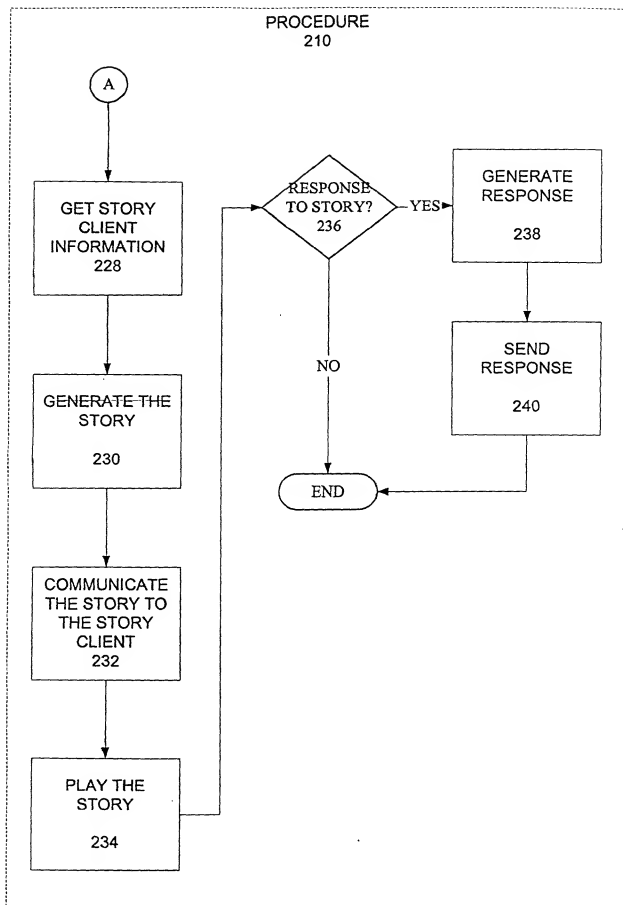 PROCEDURE
210
A
GET STORY
CLIENT
INFORMATION
228
GENERATE THE
STORY
230
COMMUNICATE
THE STORY TO
THE STORY
CLIENT
232
PLAY THE
STORY
234
RESPONSE
TO STORY?
236
YES
NO
GENERATE
RESPONSE
238
SEND
RESPONSE
240
END